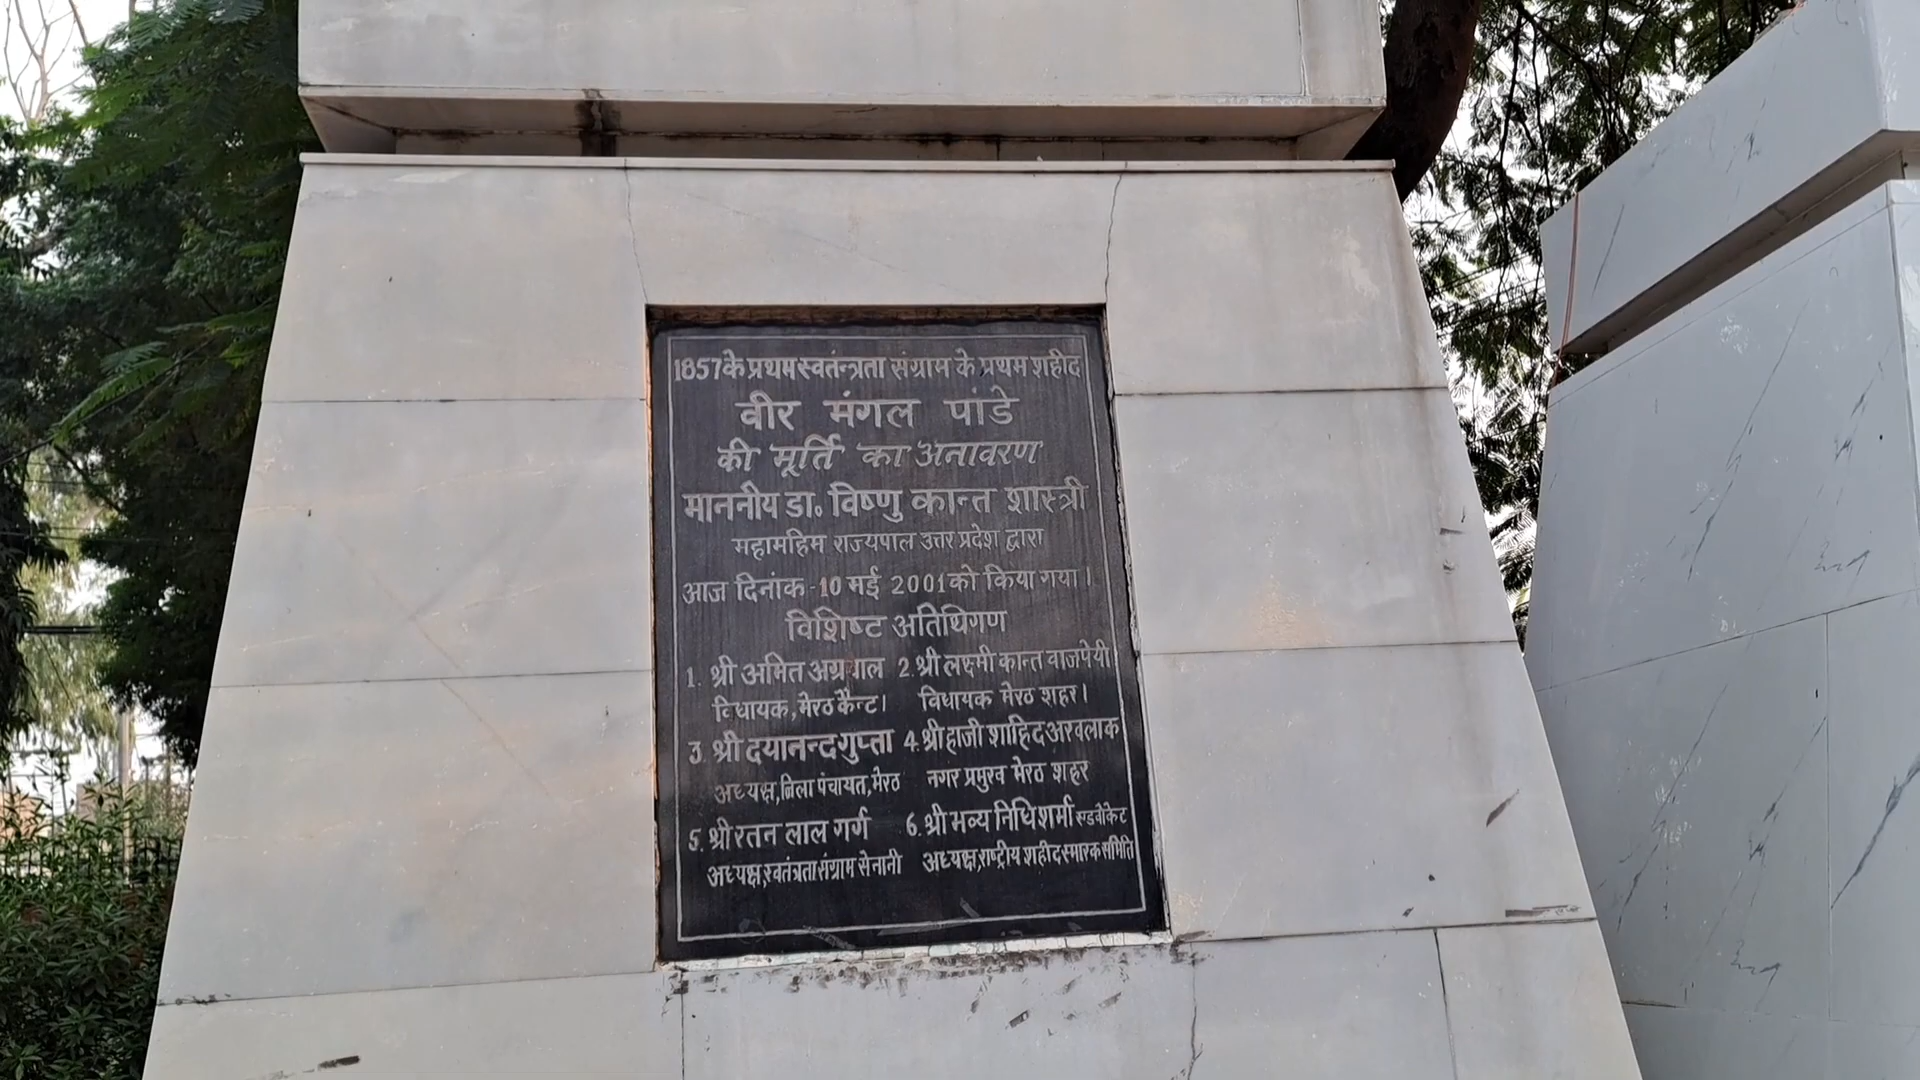 1857 के प्रथम स्वतंन्त्रता संग्राम के प्रथम शहीद
वीर मंगल पांडे
की मूर्ति का अनावरण
माननीय डा. विष्णु कान्त शास्त्री
महामहिम राज्यपाल उत्तर प्रदेश द्वारा
आज दिनांक - 10 मई 2001 को किया गया।
विशिष्ट अतिथिगण
1. श्री अमित अग्रवाल 2. श्री लक्ष्मी कान्त वाजपेयी
विधायक, मेरठ कैन्ट। विधायक मेरठ शहर।
3. श्री दयानन्द गुप्ता 4. श्री हाजी शाहिद अखलाक
अध्यक्ष, जिला पंचायत, मेरठ नगर प्रमुख मेरठ शहर
5. श्री रतन लाल गर्ग 6. श्री भव्य निधि शर्मा एडवोकेट
अध्यक्ष, स्वतंत्रता संग्राम सेनानी अध्यक्ष, राष्ट्रीय शहीद स्मारक समिति